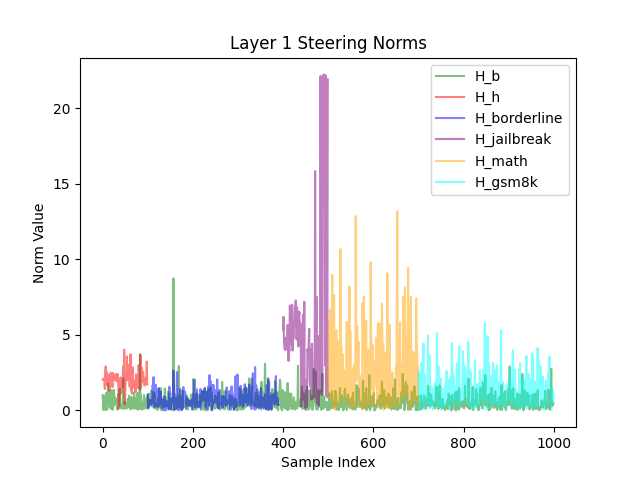 Layer 1 Steering Norms
H_b
H_h
H_borderline
H_jailbreak
H_math
H_gsm8k
Norm Value
20
15
10
5
0
0 200 400 600 800 1000
Sample Index